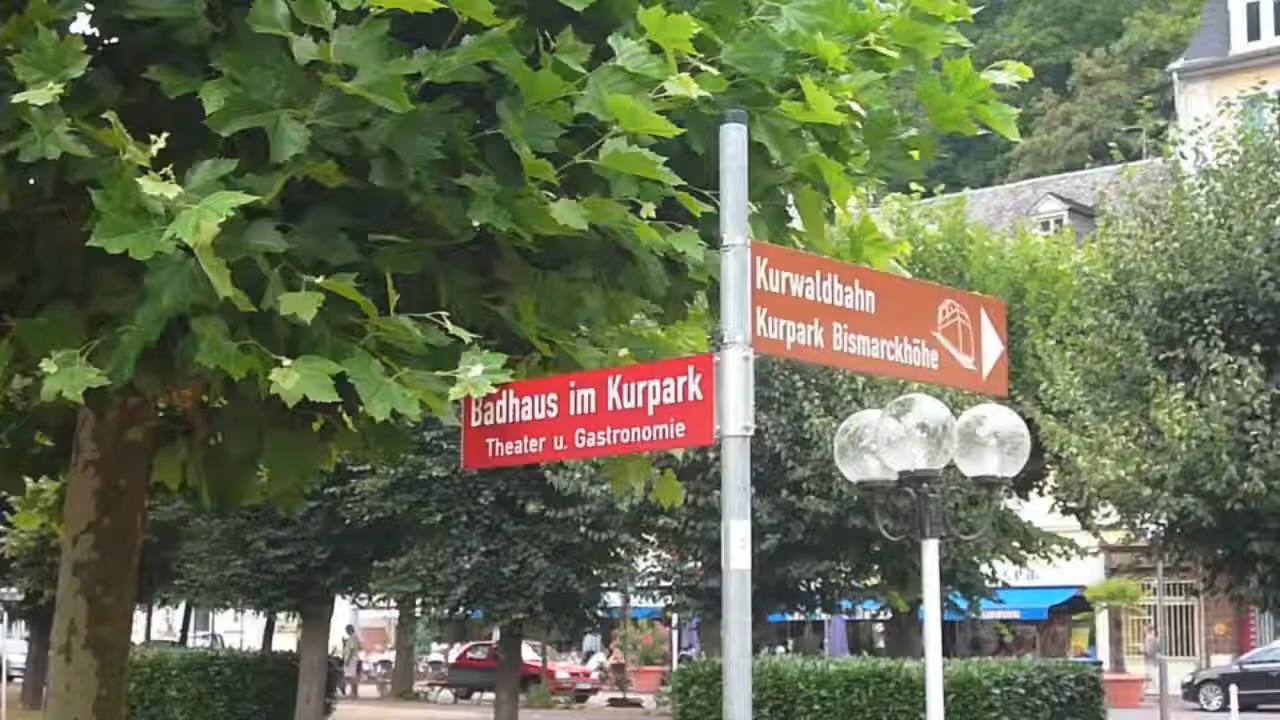 Kurwaldbahn
Kurpark Bismarckhöhe
Badhaus im Kurpark
Theater u. Gastronomie